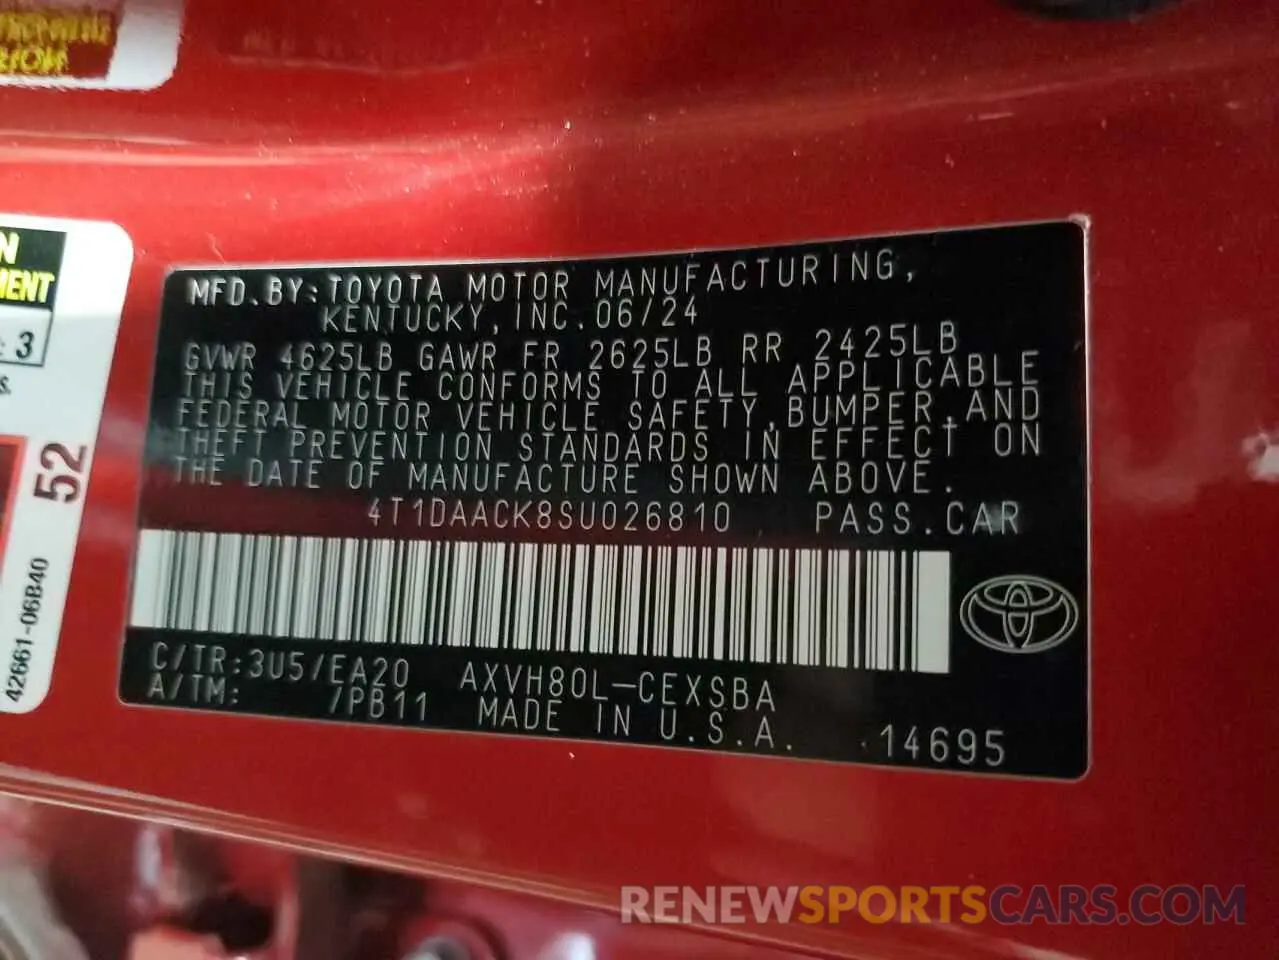 N
MENT
: 3
s.
52
42661-06B40
MFD. BY: TOYOTA MOTOR MANUFACTURING,
KENTUCKY, INC. 06/24
GVWR 4625LB GAWR FR 2625LB RR 2425LB
THIS VEHICLE CONFORMS TO ALL APPLICABLE
FEDERAL MOTOR VEHICLE SAFETY, BUMPER, AND
THEFT PREVENTION STANDARDS IN EFFECT ON
THE DATE OF MANUFACTURE SHOWN ABOVE.
4T1DAACK8SU026810 PASS. CAR
C/TR: 3U5/EA20 AXVH80L-CEXSBA
A/TM: /PB11 MADE IN U.S.A. 14695
RENEWSPORTSCARS.COM